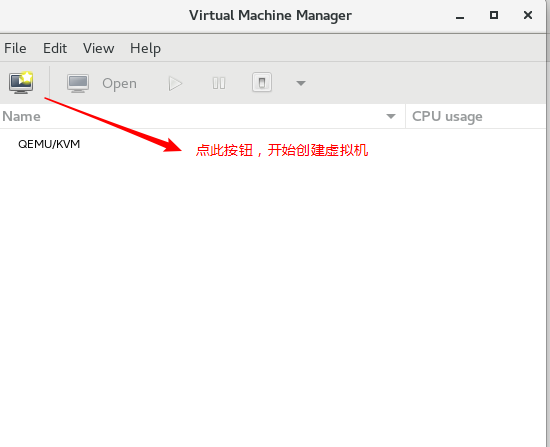 Virtual Machine Manager
File Edit View Help
Open
Name CPU usage
QEMU/KVM
点此按钮，开始创建虚拟机